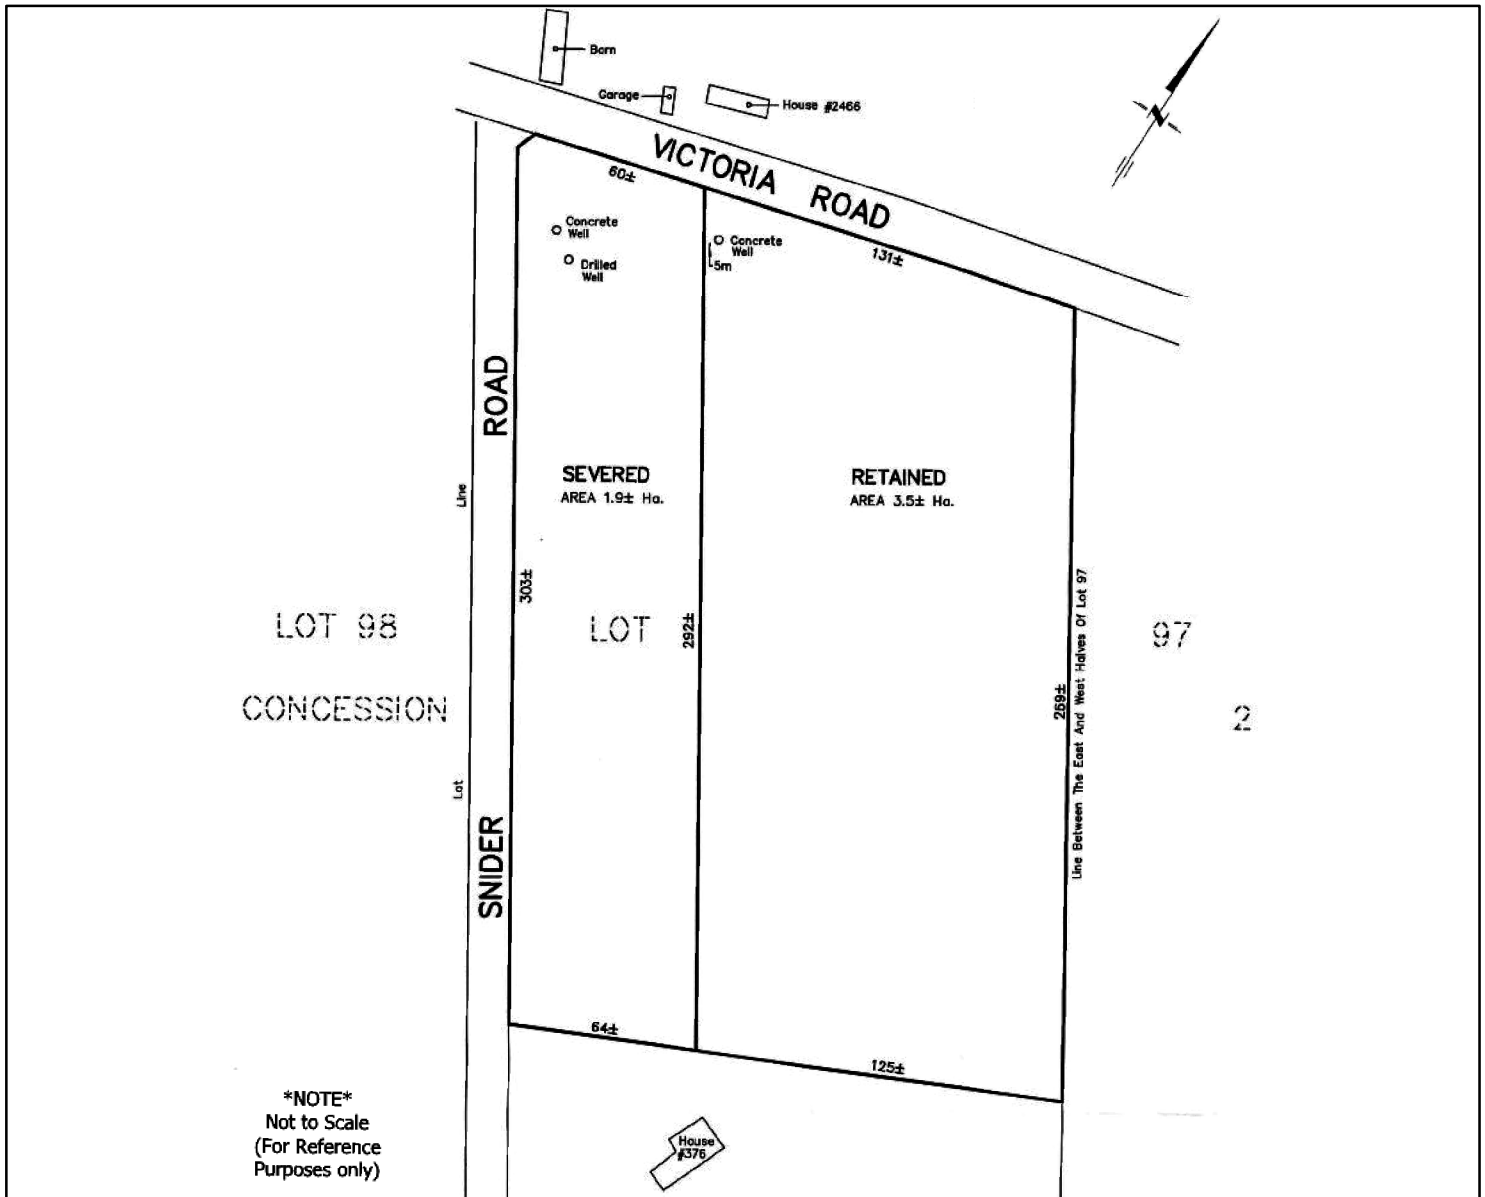 Barn
Garage
House #2466
N
VICTORIA ROAD
60±
131±
Concrete
Well
Drilled
Well
Concrete
Well
5m
ROAD
SEVERED
AREA 1.9± Ha.
RETAINED
AREA 3.5± Ha.
Line
303±
292±
269±
Line Between The East And West Halves Of Lot 97
LOT 98
LOT
97
CONCESSION
2
Lot
SNIDER
64±
125±
*NOTE*
Not to Scale
(For Reference
Purposes only)
House
#376